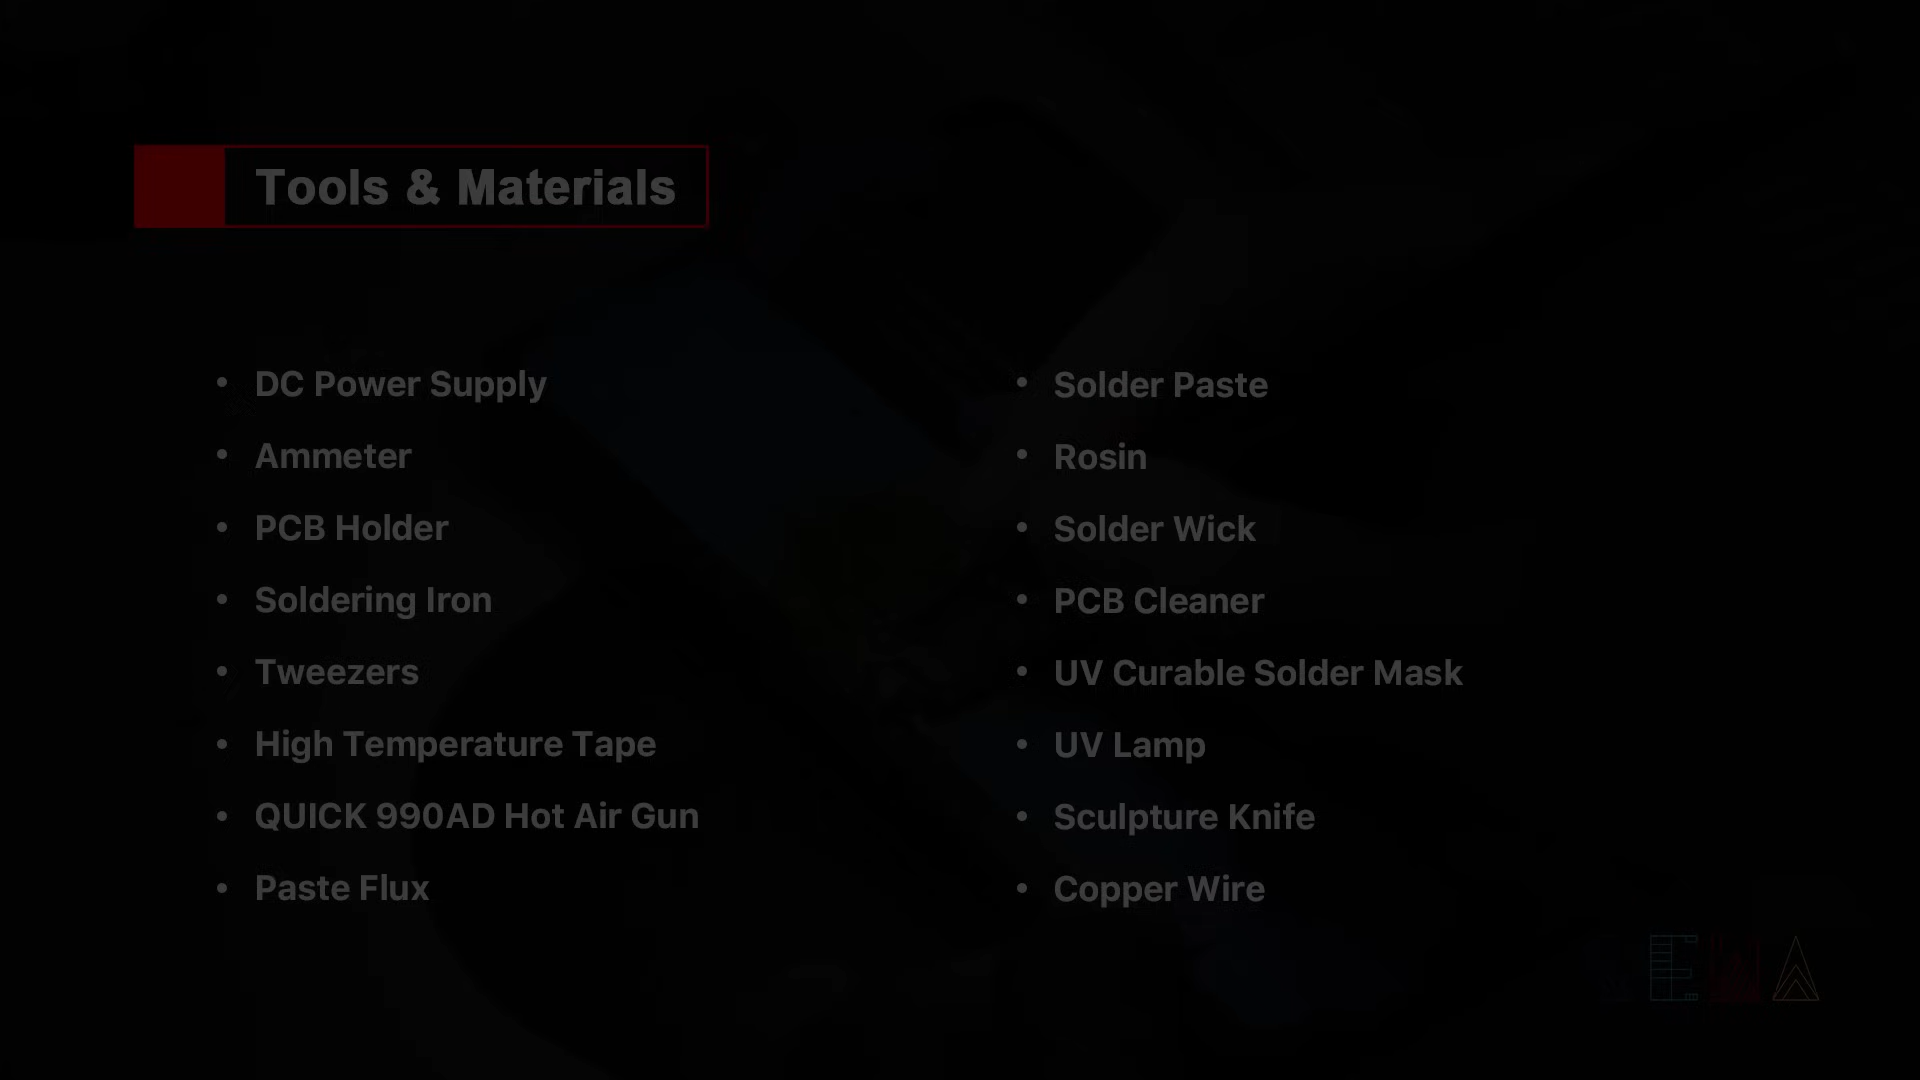 Tools & Materials
• DC Power Supply
• Ammeter
• PCB Holder
• Soldering Iron
• Tweezers
• High Temperature Tape
• QUICK 990AD Hot Air Gun
• Paste Flux
• Solder Paste
• Rosin
• Solder Wick
• PCB Cleaner
• UV Curable Solder Mask
• UV Lamp
• Sculpture Knife
• Copper Wire